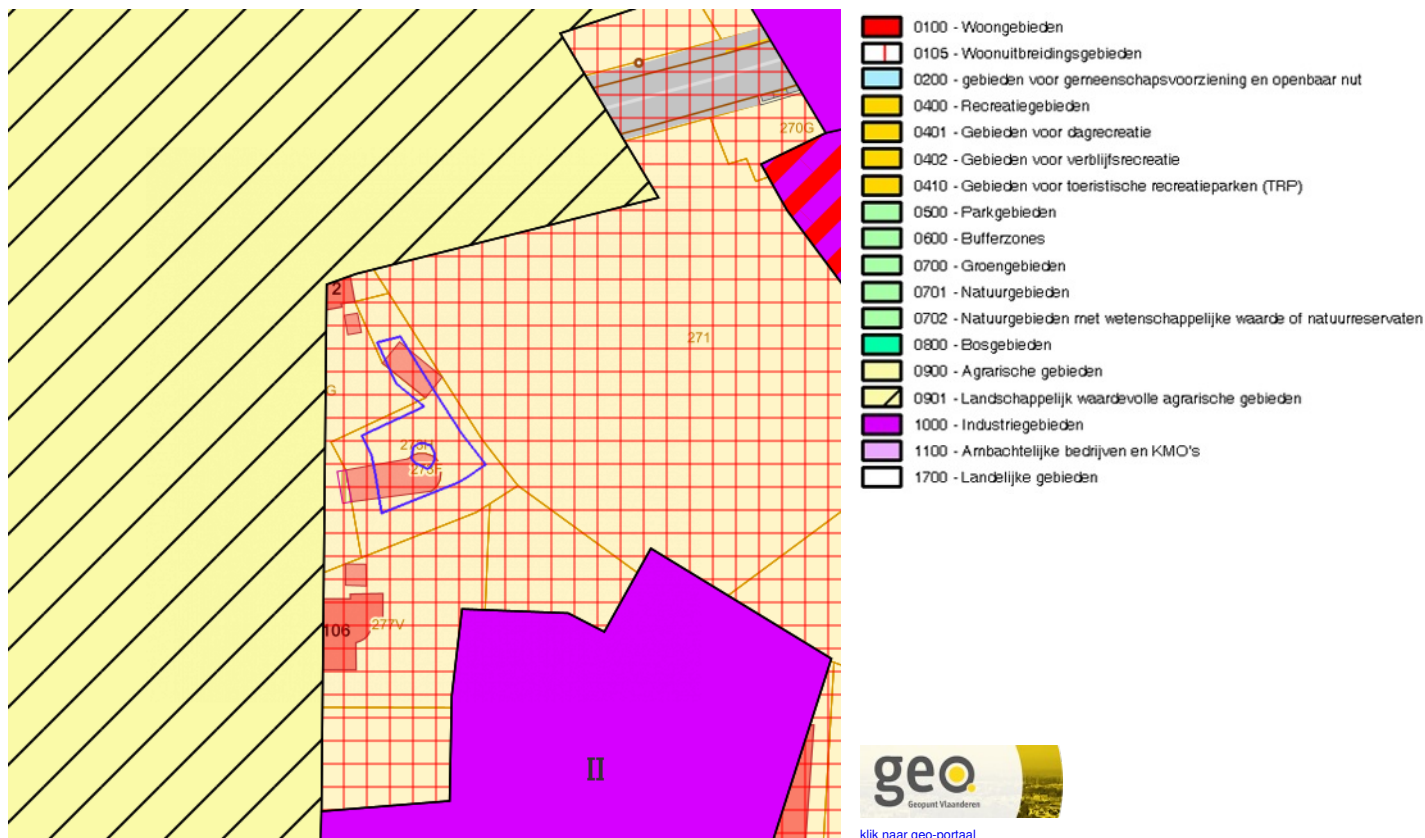 270G
2
271
G
273H
273F
277V
106
II
0100 - Woongebieden
0105 - Woonuitbreidingsgebieden
0200 - gebieden voor gemeenschapsvoorziening en openbaar nut
0400 - Recreatiegebieden
0401 - Gebieden voor dagrecreatie
0402 - Gebieden voor verblijfsrecreatie
0410 - Gebieden voor toeristische recreatieparken (TRP)
0500 - Parkgebieden
0600 - Bufferzones
0700 - Groengebieden
0701 - Natuurgebieden
0702 - Natuurgebieden met wetenschappelijke waarde of natuurreservaten
0800 - Bosgebieden
0900 - Agrarische gebieden
0901 - Landschappelijk waardevolle agrarische gebieden
1000 - Industriegebieden
1100 - Ambachtelijke bedrijven en KMO's
1700 - Landelijke gebieden
geo.
Geopunt Vlaanderen
klik naar geo-portaal